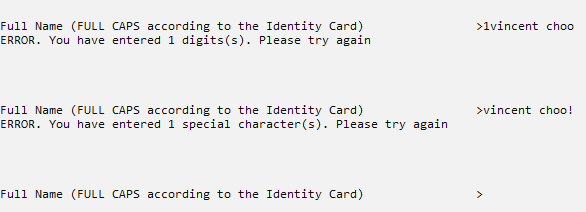 Full Name (FULL CAPS according to the Identity Card) >1vincent choo
ERROR. You have entered 1 digits(s). Please try again
Full Name (FULL CAPS according to the Identity Card) >vincent choo!
ERROR. You have entered 1 special character(s). Please try again
Full Name (FULL CAPS according to the Identity Card) >